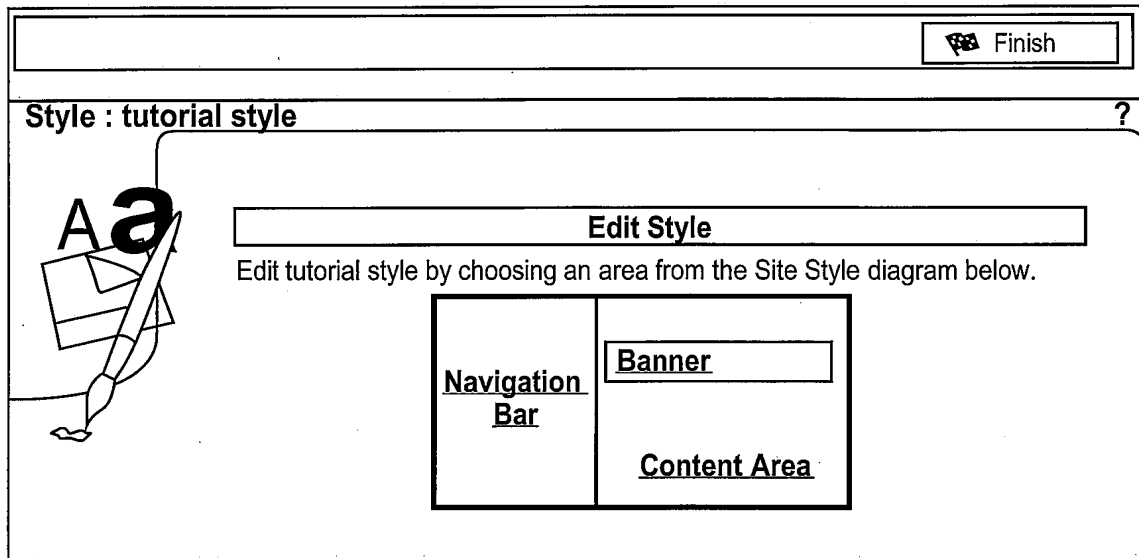 Finish
Style : tutorial style
?
Aa
Edit Style
Edit tutorial style by choosing an area from the Site Style diagram below.
Navigation
Bar
Banner
Content Area